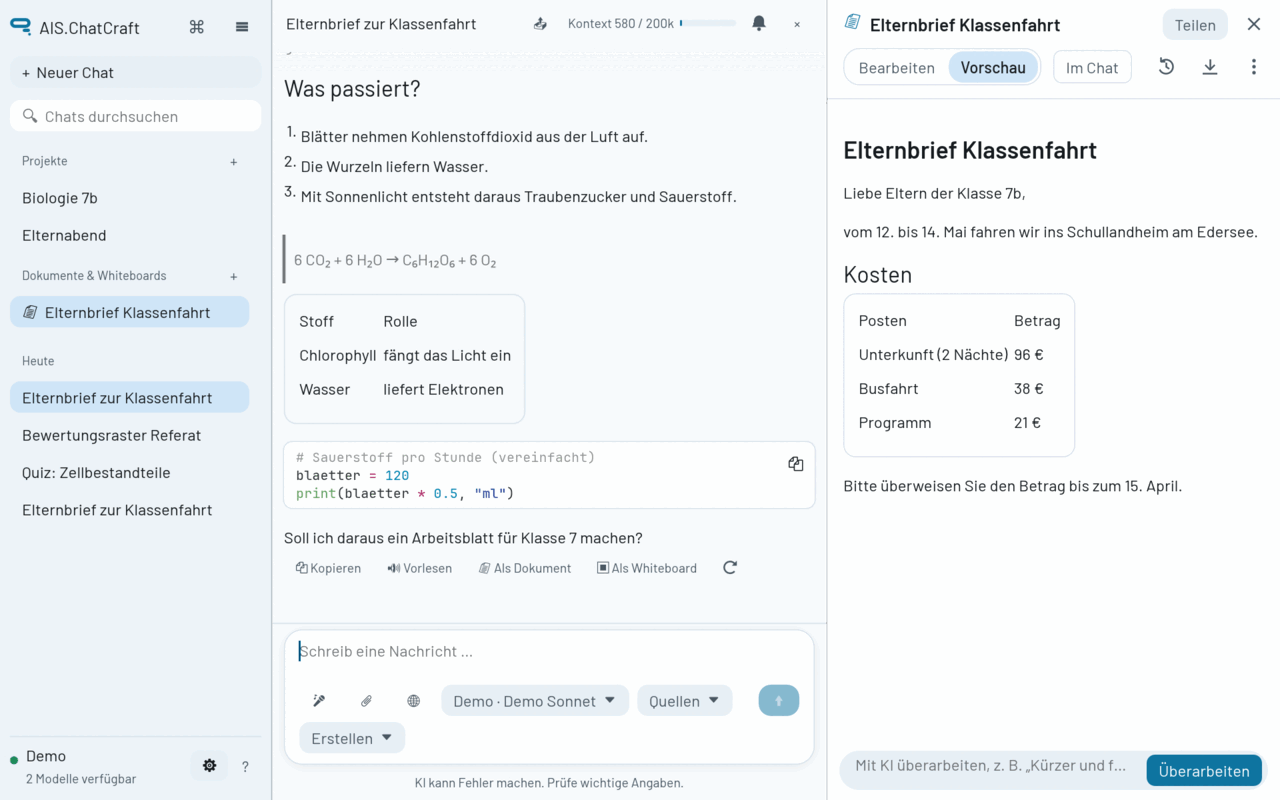 AIS.ChatCraft
+ Neuer Chat
Chats durchsuchen
Projekte +
Biologie 7b
Elternabend
Dokumente & Whiteboards +
Elternbrief Klassenfahrt
Heute
Elternbrief zur Klassenfahrt
Bewertungsraster Referat
Quiz: Zellbestandteile
Elternbrief zur Klassenfahrt
Demo
2 Modelle verfügbar
?
Elternbrief zur Klassenfahrt
Kontext 580 / 200k
×
Was passiert?
1. Blätter nehmen Kohlenstoffdioxid aus der Luft auf.
2. Die Wurzeln liefern Wasser.
3. Mit Sonnenlicht entsteht daraus Traubenzucker und Sauerstoff.
6 CO₂ + 6 H₂O → C₆H₁₂O₆ + 6 O₂
Stoff Rolle
Chlorophyll fängt das Licht ein
Wasser liefert Elektronen
# Sauerstoff pro Stunde (vereinfacht)
blaetter = 120
print(blaetter * 0.5, "ml")
Soll ich daraus ein Arbeitsblatt für Klasse 7 machen?
Kopieren Vorlesen Als Dokument Als Whiteboard
Schreib eine Nachricht ...
Demo · Demo Sonnet Quellen
Erstellen
KI kann Fehler machen. Prüfe wichtige Angaben.
Elternbrief Klassenfahrt
Teilen
Bearbeiten Vorschau Im Chat
Elternbrief Klassenfahrt
Liebe Eltern der Klasse 7b,
vom 12. bis 14. Mai fahren wir ins Schullandheim am Edersee.
Kosten
Posten Betrag
Unterkunft (2 Nächte) 96 €
Busfahrt 38 €
Programm 21 €
Bitte überweisen Sie den Betrag bis zum 15. April.
Mit KI überarbeiten, z. B. „Kürzer und f...
Überarbeiten